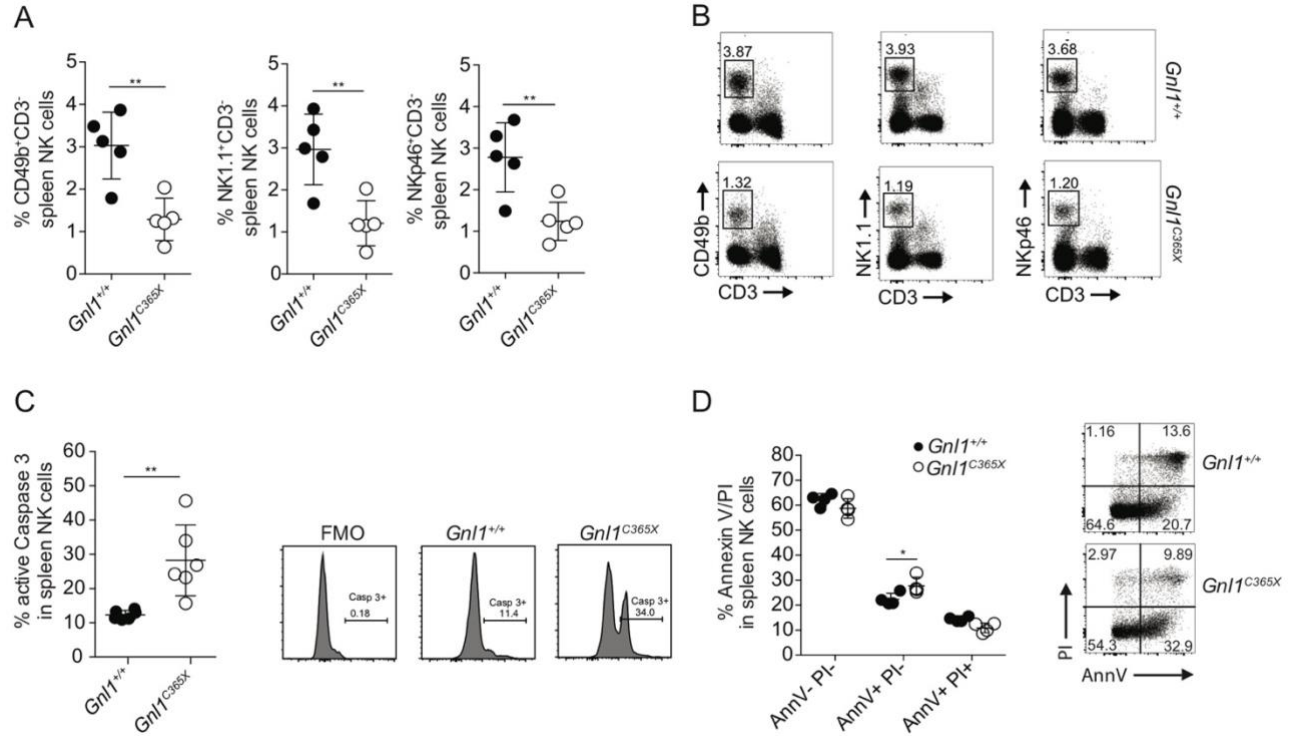 A
% CD49b+CD3-
spleen NK cells
5
4
3
2
1
0
**
Gnl1+/+
Gnl1C365X
% NK1.1+CD3-
spleen NK cells
5
4
3
2
1
0
**
Gnl1+/+
Gnl1C365X
% NKp46+CD3-
spleen NK cells
5
4
3
2
1
0
**
Gnl1+/+
Gnl1C365X
B
3.87
3.93
3.68
Gnl1+/+
1.32
1.19
1.20
Gnl1C365X
CD49b
CD3
NK1.1
CD3
NKp46
CD3
C
% active Caspase 3
in spleen NK cells
60
50
40
30
20
10
0
**
Gnl1+/+
Gnl1C365X
FMO
Casp 3+
0.18
Gnl1+/+
Casp 3+
11.4
Gnl1C365X
Casp 3+
34.0
D
% Annexin V/PI
in spleen NK cells
80
70
60
50
40
30
20
10
0
Gnl1+/+
Gnl1C365X
*
AnnV- PI-
AnnV+ PI-
AnnV+ PI+
1.16
13.6
64.6
20.7
Gnl1+/+
2.97
9.89
54.3
32.9
Gnl1C365X
PI
AnnV